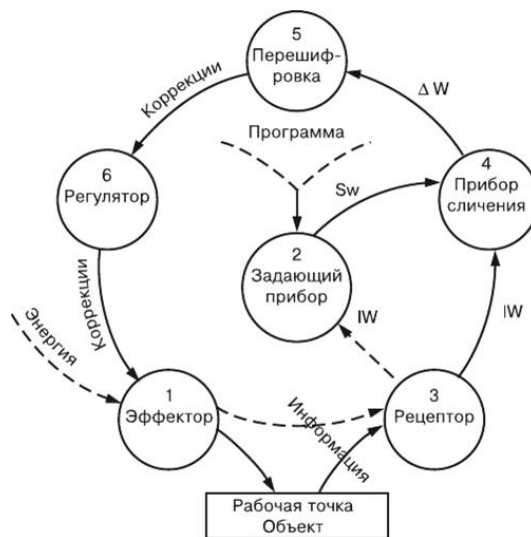 5
Перешиф-
ровка
Коррекции
Δ W
Программа
4
Прибор
сличения
6
Регулятор
Sw
2
Задающий
прибор
IW
IW
Коррекции
Энергия
1
Эффектор
Информация
3
Рецептор
Рабочая точка
Объект